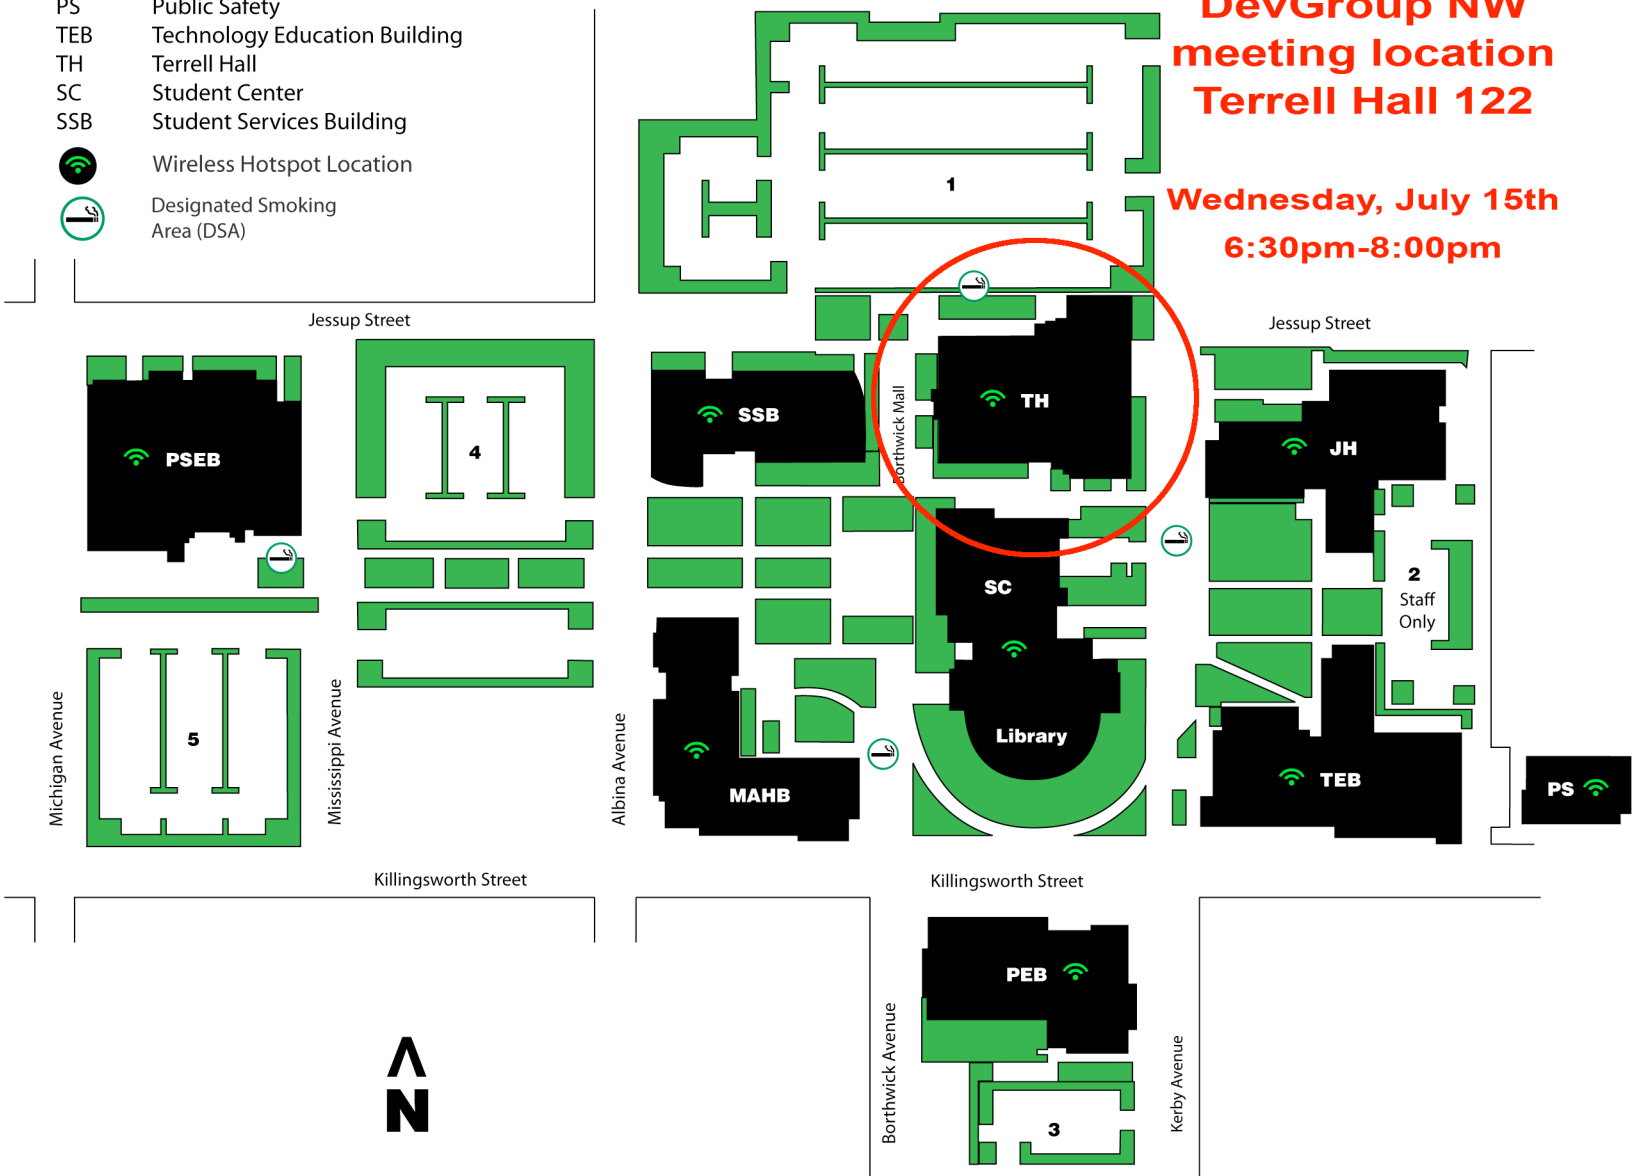 PS Public Safety
TEB Technology Education Building
TH Terrell Hall
SC Student Center
SSB Student Services Building
Wireless Hotspot Location
Designated Smoking
Area (DSA)
DevGroup NW
meeting location
Terrell Hall 122
Wednesday, July 15th
6:30pm-8:00pm
1
Jessup Street
Jessup Street
PSEB
4
SSB
Borthwick Mall
TH
JH
SC
2
Staff
Only
Michigan Avenue
5
Mississippi Avenue
Albina Avenue
MAHB
Library
TEB
PS
Killingsworth Street
Killingsworth Street
PEB
Borthwick Avenue
Kerby Avenue
3
N